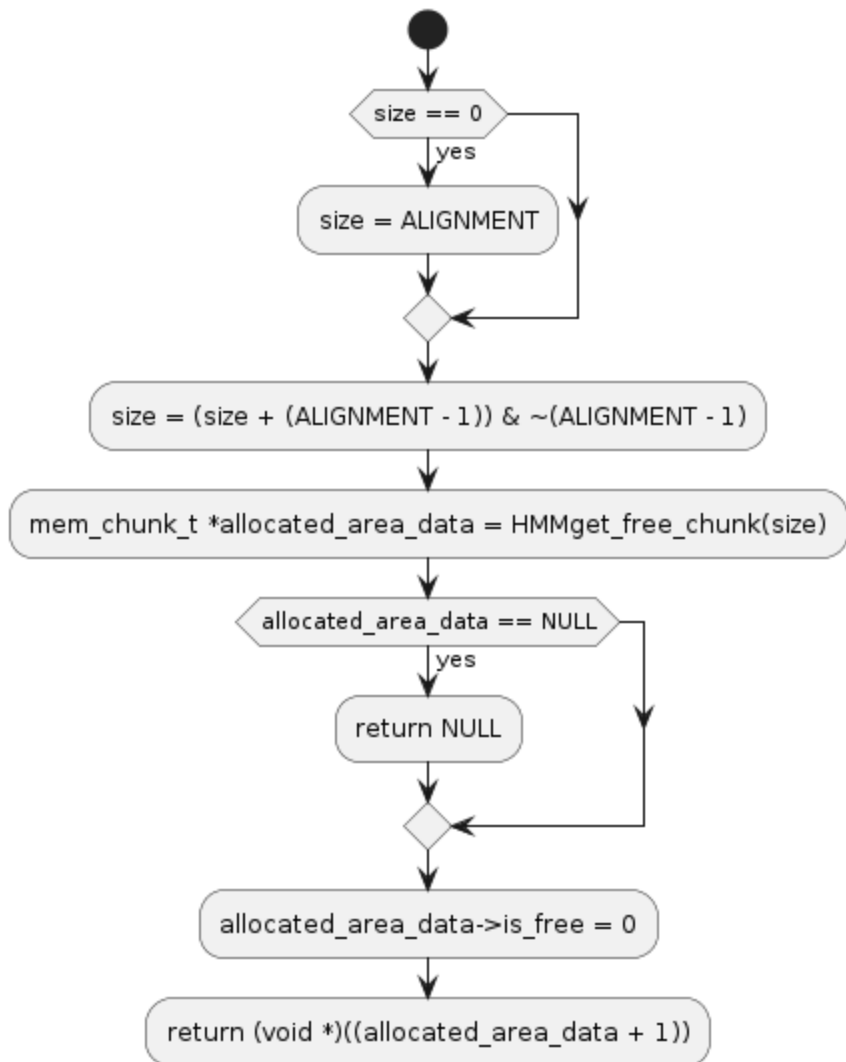 size == 0
yes
size = ALIGNMENT
size = (size + (ALIGNMENT - 1)) & ~(ALIGNMENT - 1)
mem_chunk_t *allocated_area_data = HMMget_free_chunk(size)
allocated_area_data == NULL
yes
return NULL
allocated_area_data->is_free = 0
return (void *)((allocated_area_data + 1))